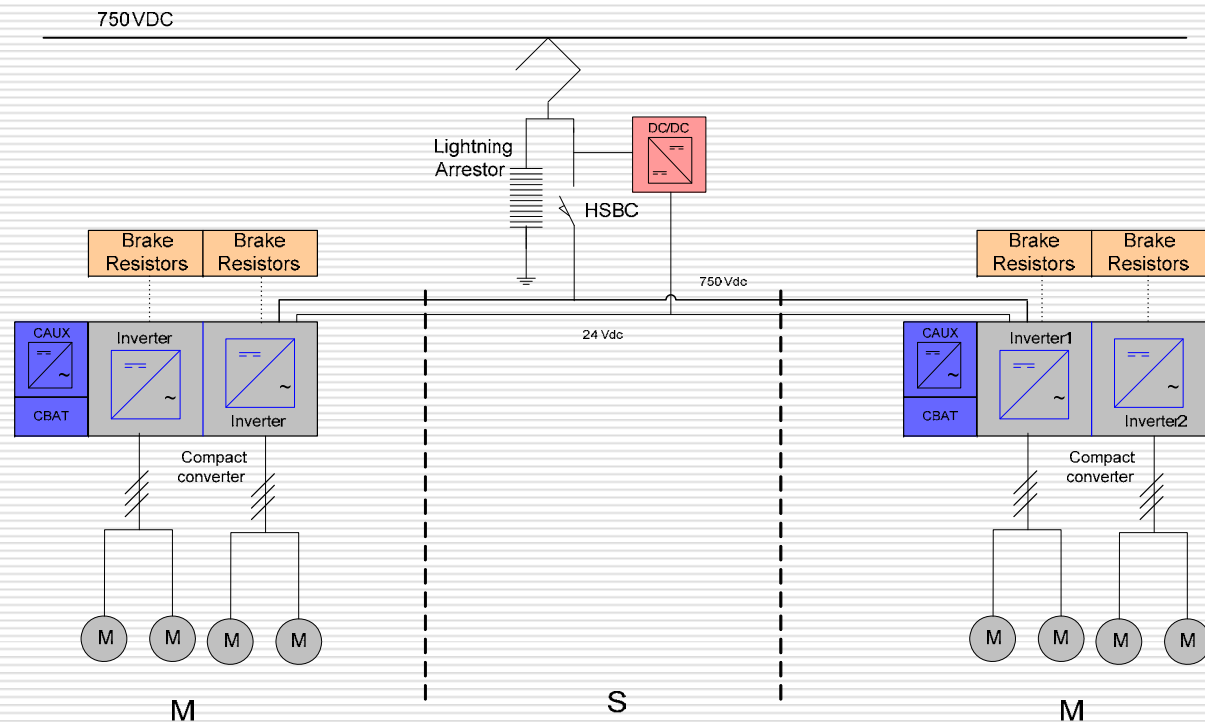 750VDC
DC/DC
Lightning
Arrestor
HSBC
Brake
Resistors
Brake
Resistors
Brake
Resistors
Brake
Resistors
750 Vdc
24 Vdc
CAUX
~
CBAT
Inverter
~
~
Inverter
CAUX
~
CBAT
Inverter1
~
~
Inverter2
Compact
converter
Compact
converter
M
M
M
M
M
M
M
M
M
S
M